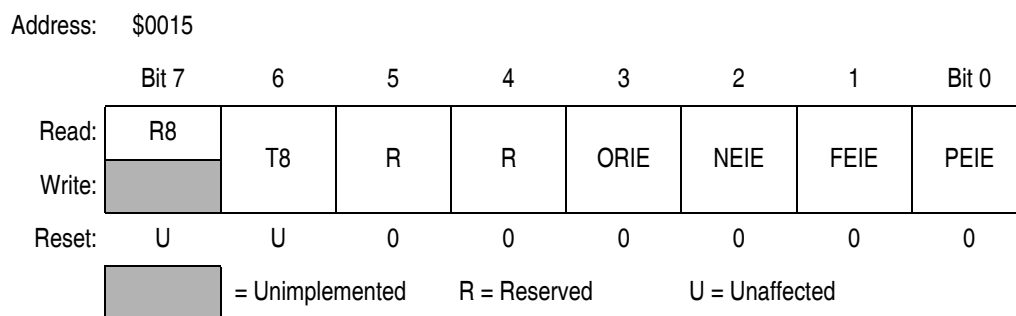 Address: $0015
Bit 7 6 5 4 3 2 1 Bit 0
Read: R8 T8 R R ORIE NEIE FEIE PEIE
Write:
Reset: U U 0 0 0 0 0 0
= Unimplemented R = Reserved U = Unaffected